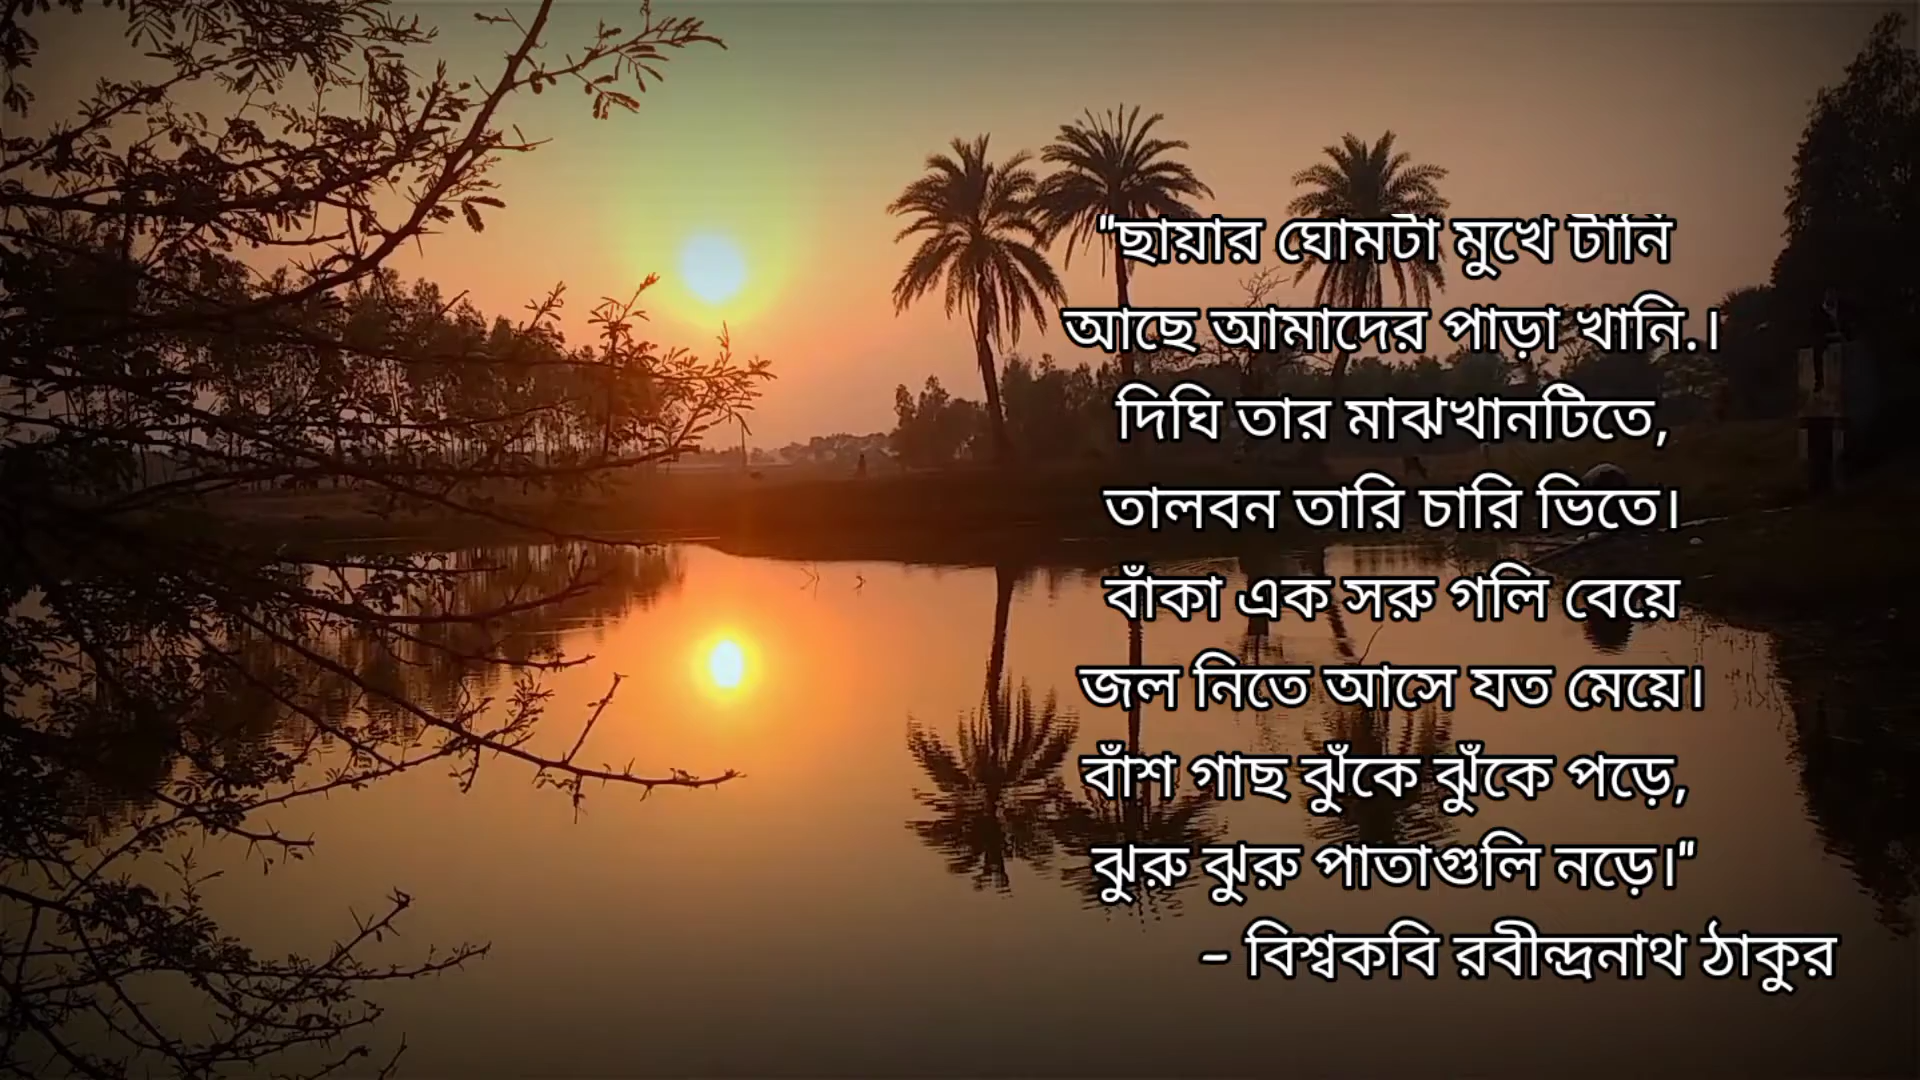 "ছায়ার ঘোমটা মুখে টানি
আছে আমাদের পাড়া খানি.।
দিঘি তার মাঝখানটিতে,
তালবন তারি চারি ভিতে।
বাঁকা এক সরু গলি বেয়ে
জল নিতে আসে যত মেয়ে।
বাঁশ গাছ ঝুঁকে ঝুঁকে পড়ে,
ঝুরু ঝুরু পাতাগুলি নড়ে।"
– বিশ্বকবি রবীন্দ্রনাথ ঠাকুর